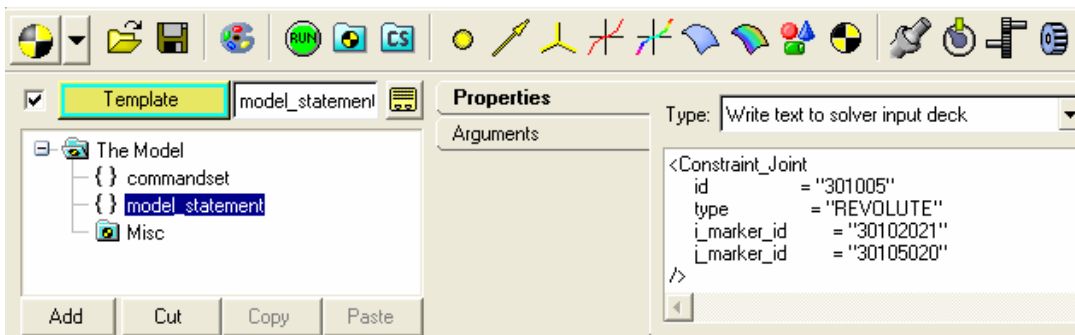 RUN
CS
Template
model_statement
Properties
Arguments
Type: Write text to solver input deck
The Model
{ } commandset
{ } model_statement
Misc
<Constraint_Joint
id = "301005"
type = "REVOLUTE"
i_marker_id = "30102021"
j_marker_id = "30105020"
/>
Add Cut Copy Paste